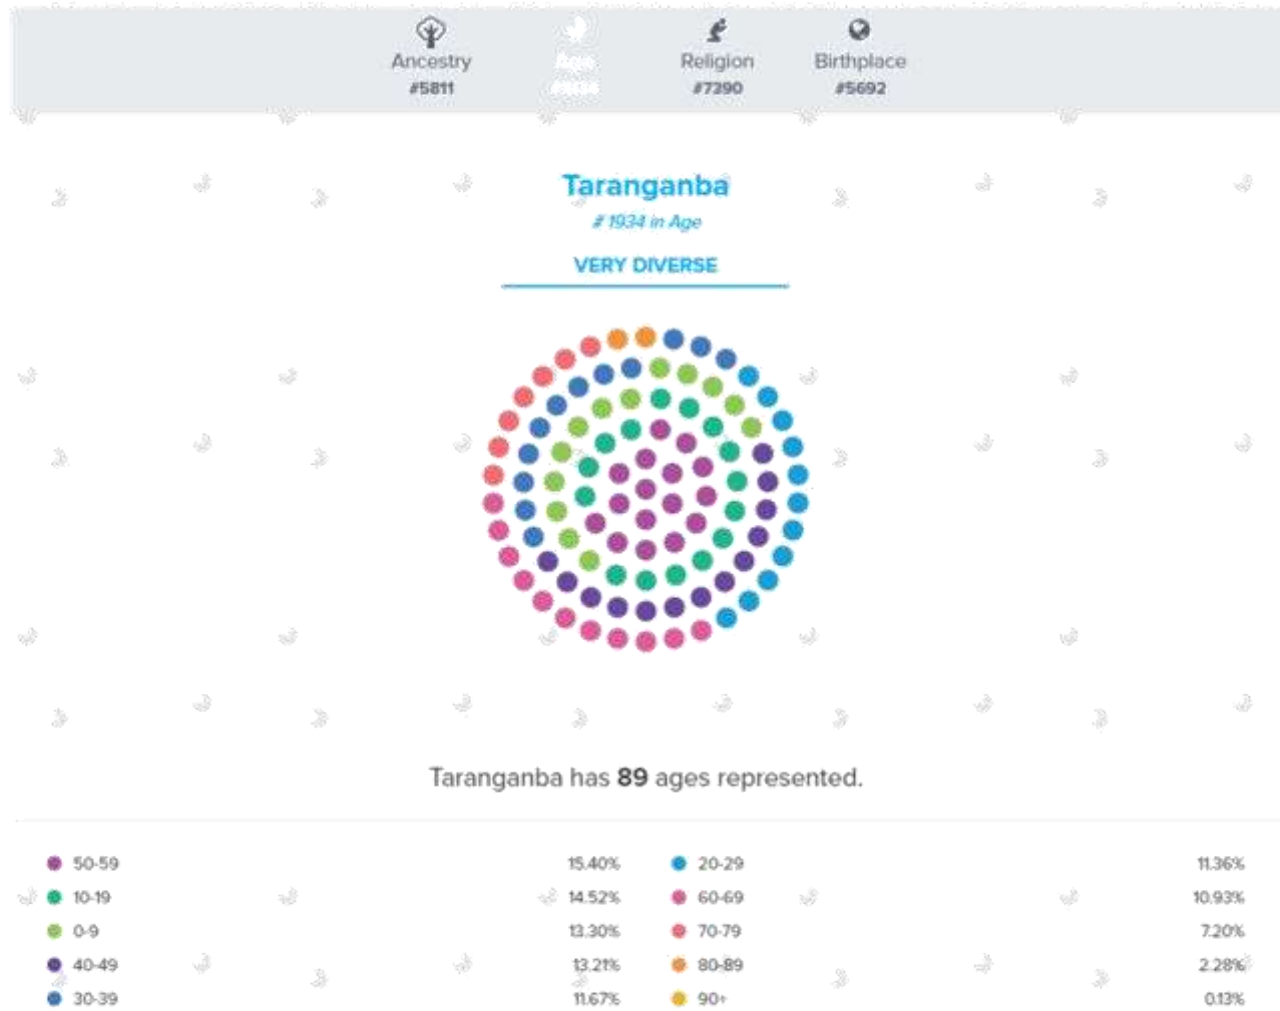 Ancestry
Religion
Birthplace
#5811
#7390
#5692
Taranganba
# 1934 in Age
VERY DIVERSE
Taranganba has 89 ages represented.
50-59 15.40% 20-29 11.36%
10-19 14.52% 60-69 10.93%
0-9 13.30% 70-79 7.20%
40-49 13.21% 80-89 2.28%
30-39 11.67% 90+ 0.13%